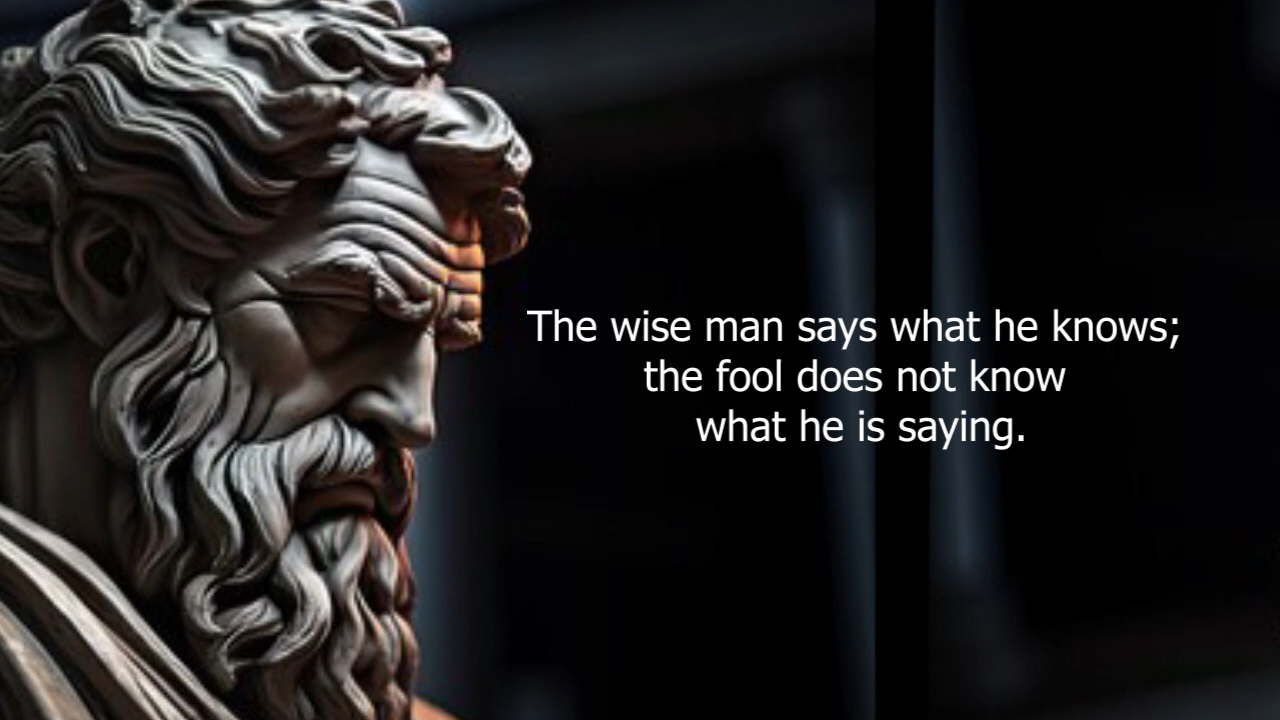 The wise man says what he knows;
the fool does not know
what he is saying.